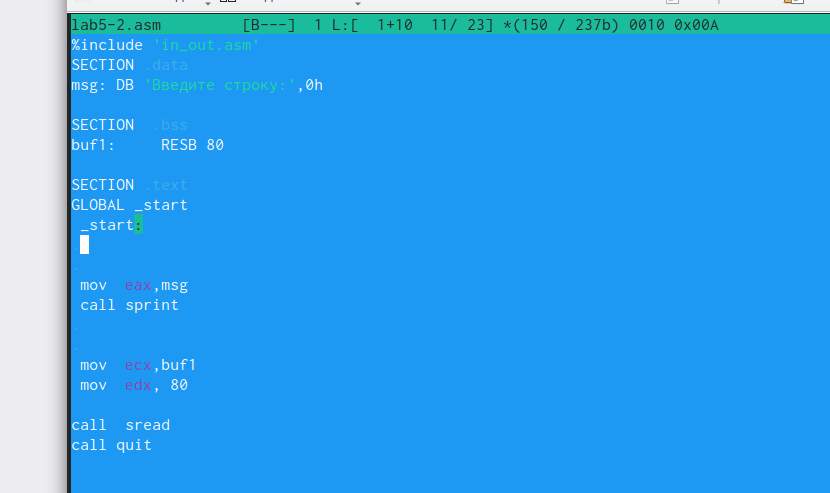 lab5-2.asm [B---] 1 L:[ 1+10 11/ 23] *(150 / 237b) 0010 0x00A
%include 'in_out.asm'
SECTION .data
msg: DB 'Введите строку:',0h
SECTION .bss
buf1: RESB 80
SECTION .text
GLOBAL _start
_start:
mov eax,msg
call sprint
mov ecx,buf1
mov edx, 80
call sread
call quit